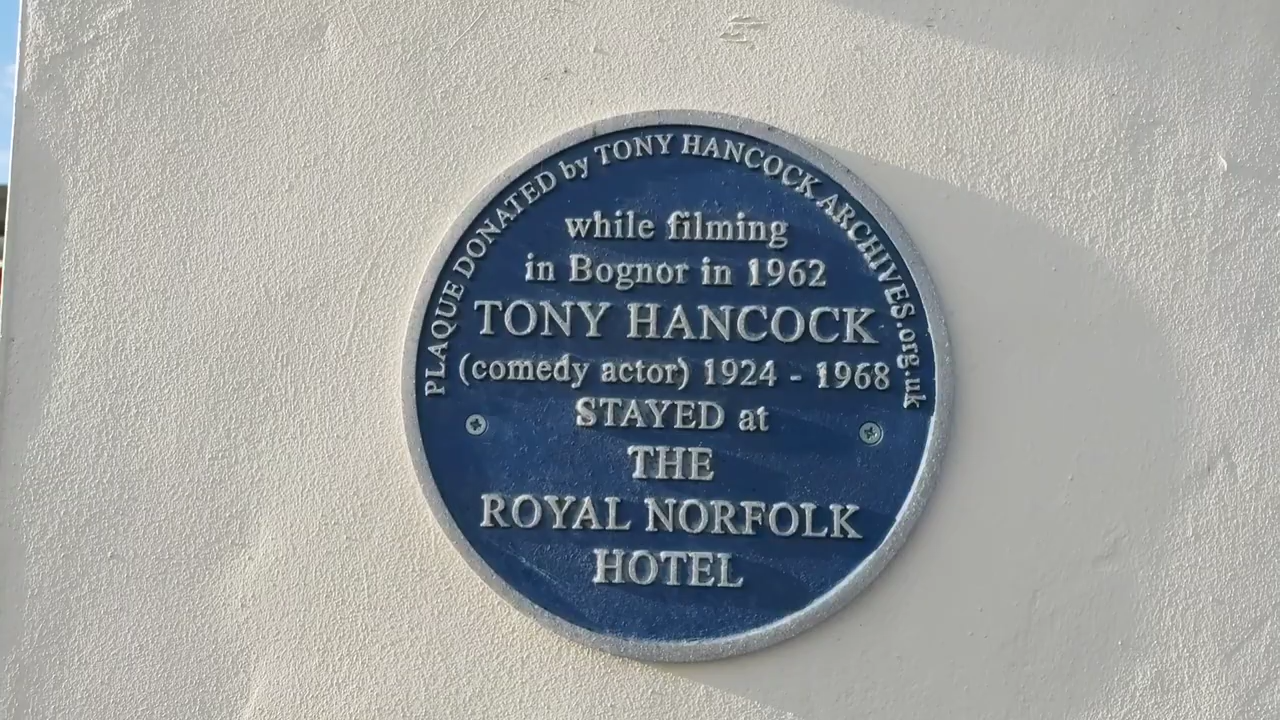 PLAQUE DONATED by TONY HANCOCK ARCHIVES.org.uk
while filming
in Bognor in 1962
TONY HANCOCK
(comedy actor) 1924 - 1968
STAYED at
THE
ROYAL NORFOLK
HOTEL